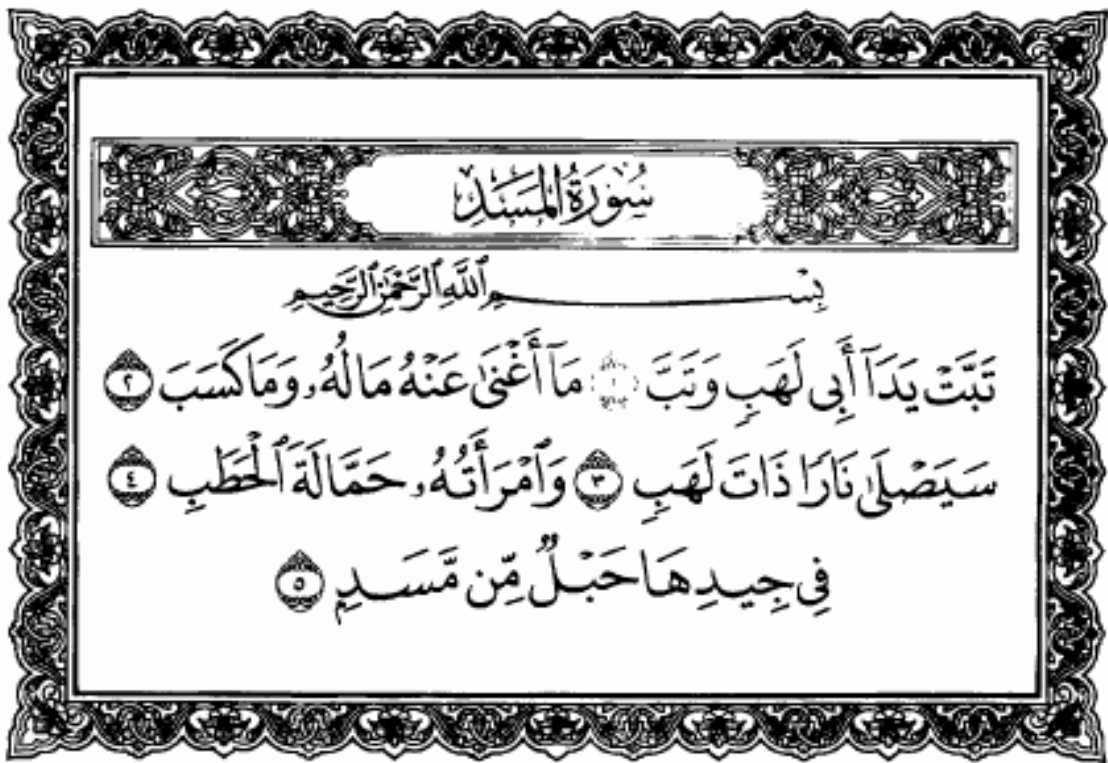 سُورَةُ المَسَدِ
بِسْمِ ٱللَّهِ ٱلرَّحْمَٰنِ ٱلرَّحِيمِ
تَبَّتْ يَدَآ أَبِى لَهَبٍ وَتَبَّ ١ مَآ أَغْنَىٰ عَنْهُ مَالُهُۥ وَمَا كَسَبَ ٢
سَيَصْلَىٰ نَارًا ذَاتَ لَهَبٍ ٣ وَٱمْرَأَتُهُۥ حَمَّالَةَ ٱلْحَطَبِ ٤
فِى جِيدِهَا حَبْلٌ مِّن مَّسَدٍۭ ٥